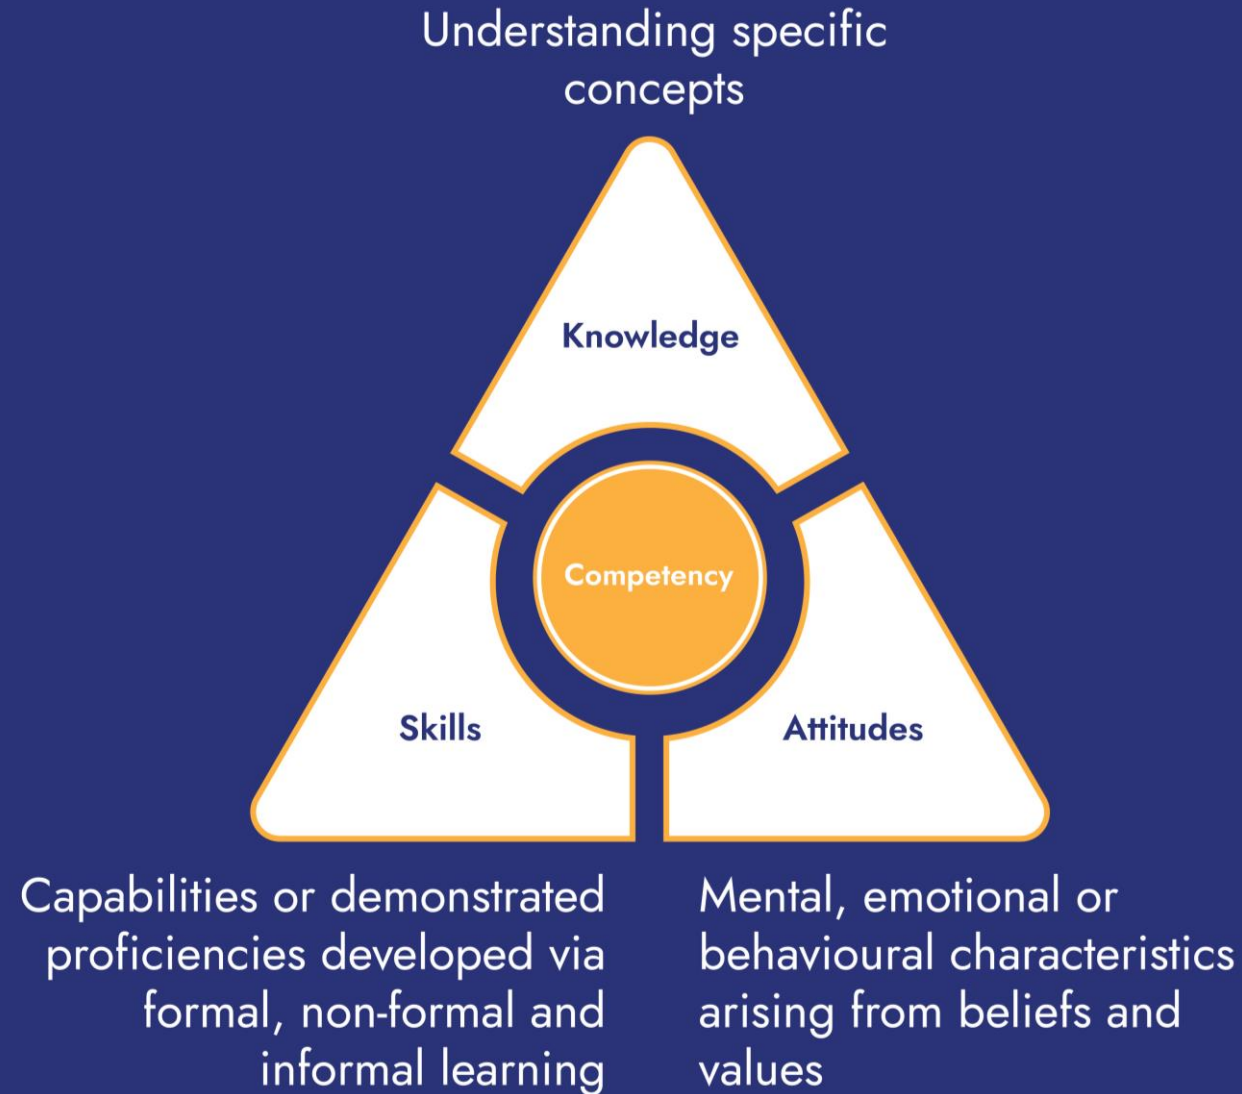 Understanding specific
concepts
Knowledge
Competency
Skills
Attitudes
Capabilities or demonstrated
proficiencies developed via
formal, non-formal and
informal learning
Mental, emotional or
behavioural characteristics
arising from beliefs and
values